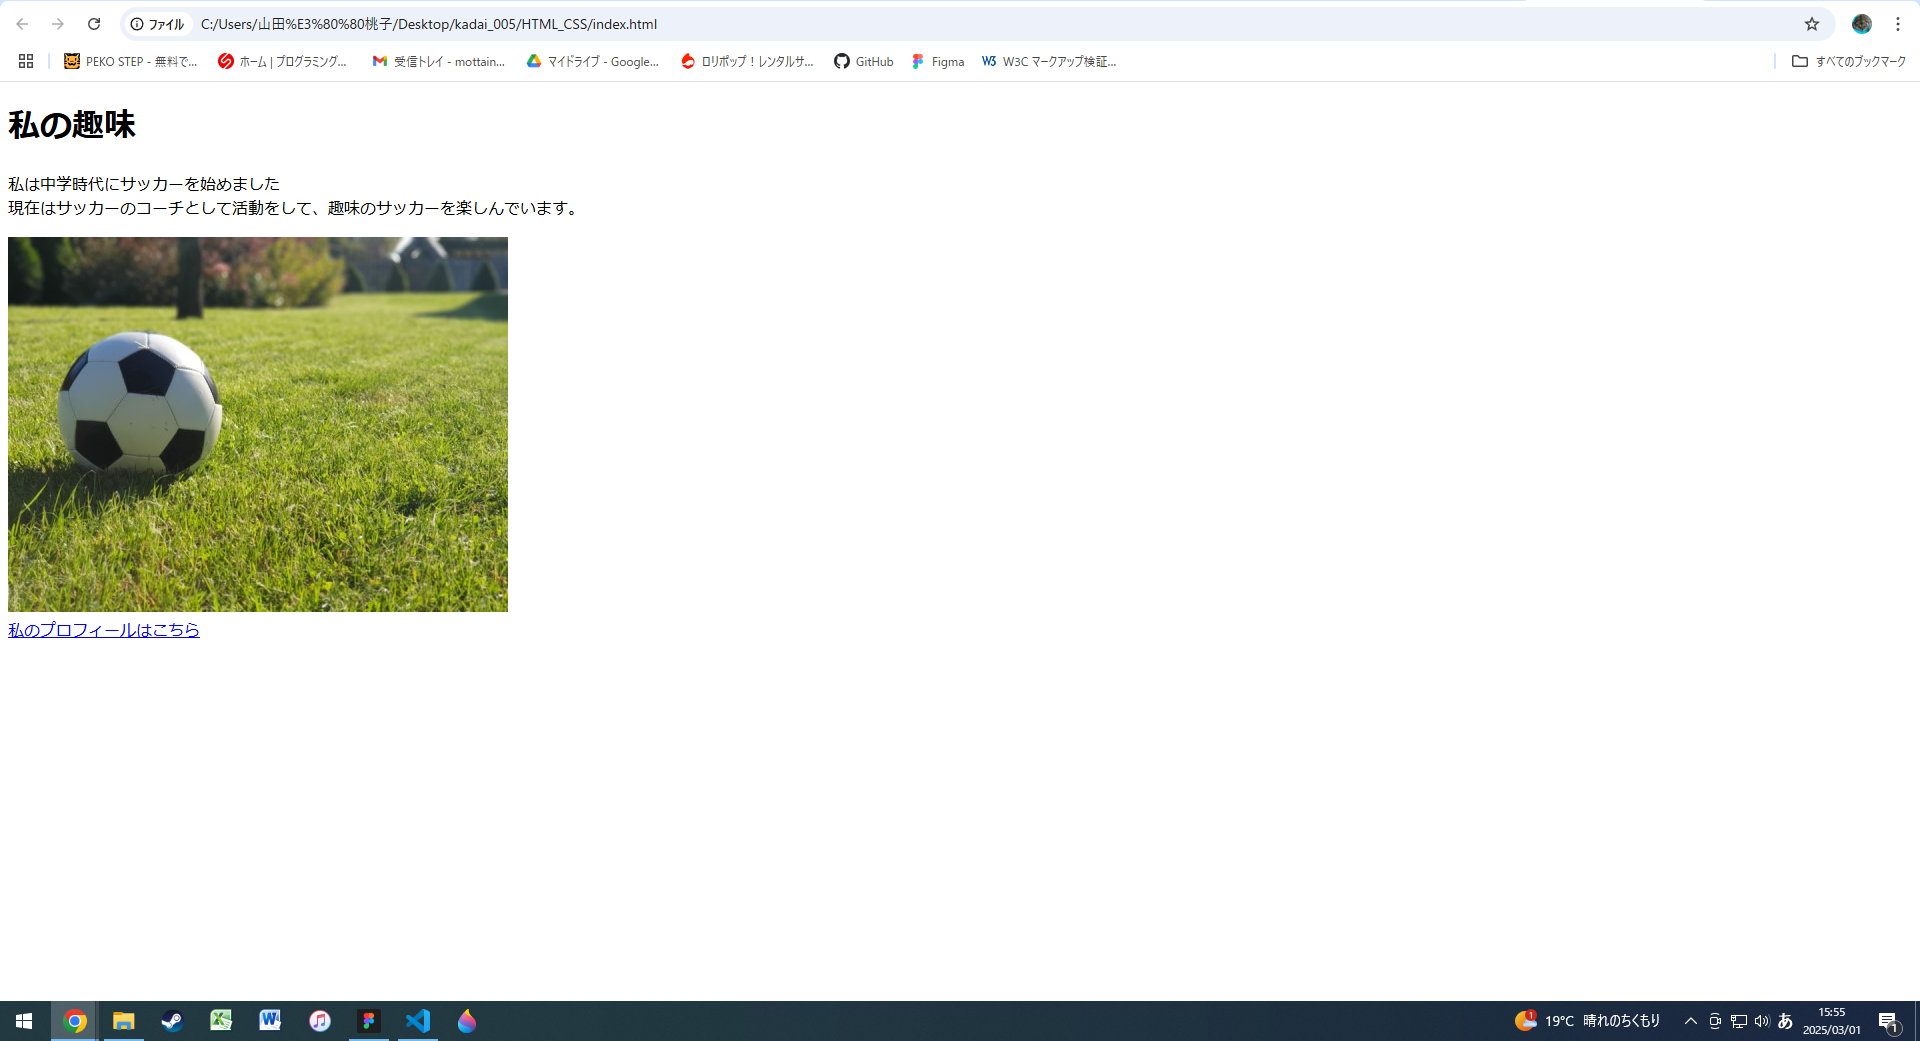 ファイル C:/Users/山田%E3%80%80桃子/Desktop/kadai_005/HTML_CSS/index.html
PEKO STEP - 無料で... ホーム | プログラミング... 受信トレイ - mottain... マイドライブ - Google... ロリポップ！レンタルサ... GitHub Figma W3C マークアップ検証... すべてのブックマーク
私の趣味
私は中学時代にサッカーを始めました
現在はサッカーのコーチとして活動をして、趣味のサッカーを楽しんでいます。
私のプロフィールはこちら
1 19°C 晴れのちくもり あ 15:55
2025/03/01 1